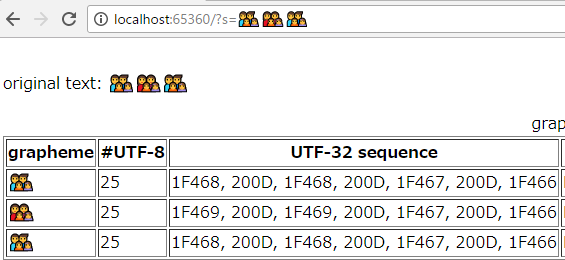 localhost:65360/?s=👨‍👨‍👧‍👦👩‍👩‍👧‍👦👨‍👨‍👧‍👦
original text: 👨‍👨‍👧‍👦👩‍👩‍👧‍👦👨‍👨‍👧‍👦
grap
grapheme #UTF-8 UTF-32 sequence
👨‍👨‍👧‍👦 25 1F468, 200D, 1F468, 200D, 1F467, 200D, 1F466
👩‍👩‍👧‍👦 25 1F469, 200D, 1F469, 200D, 1F467, 200D, 1F466
👨‍👨‍👧‍👦 25 1F468, 200D, 1F468, 200D, 1F467, 200D, 1F466